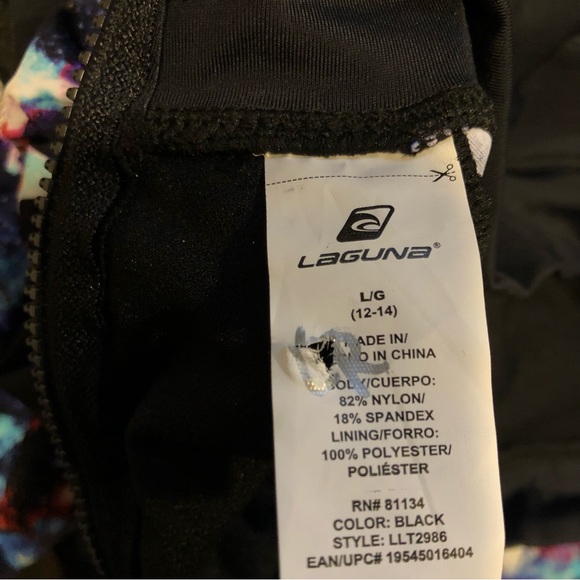 LAGUNA®
L/G
(12-14)
ADE IN/
O IN CHINA
BODY/CUERPO:
82% NYLON/
18% SPANDEX
LINING/FORRO:
100% POLYESTER/
POLIÉSTER
RN# 81134
COLOR: BLACK
STYLE: LLT2986
EAN/UPC# 19545016404